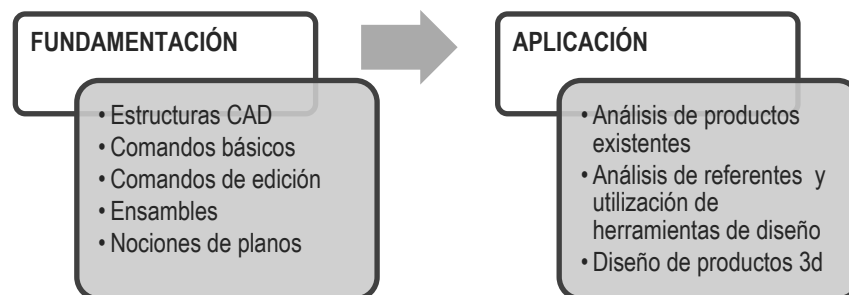 FUNDAMENTACIÓN
• Estructuras CAD
• Comandos básicos
• Comandos de edición
• Ensambles
• Nociones de planos
APLICACIÓN
• Análisis de productos
existentes
• Análisis de referentes y
utilización de
herramientas de diseño
• Diseño de productos 3d